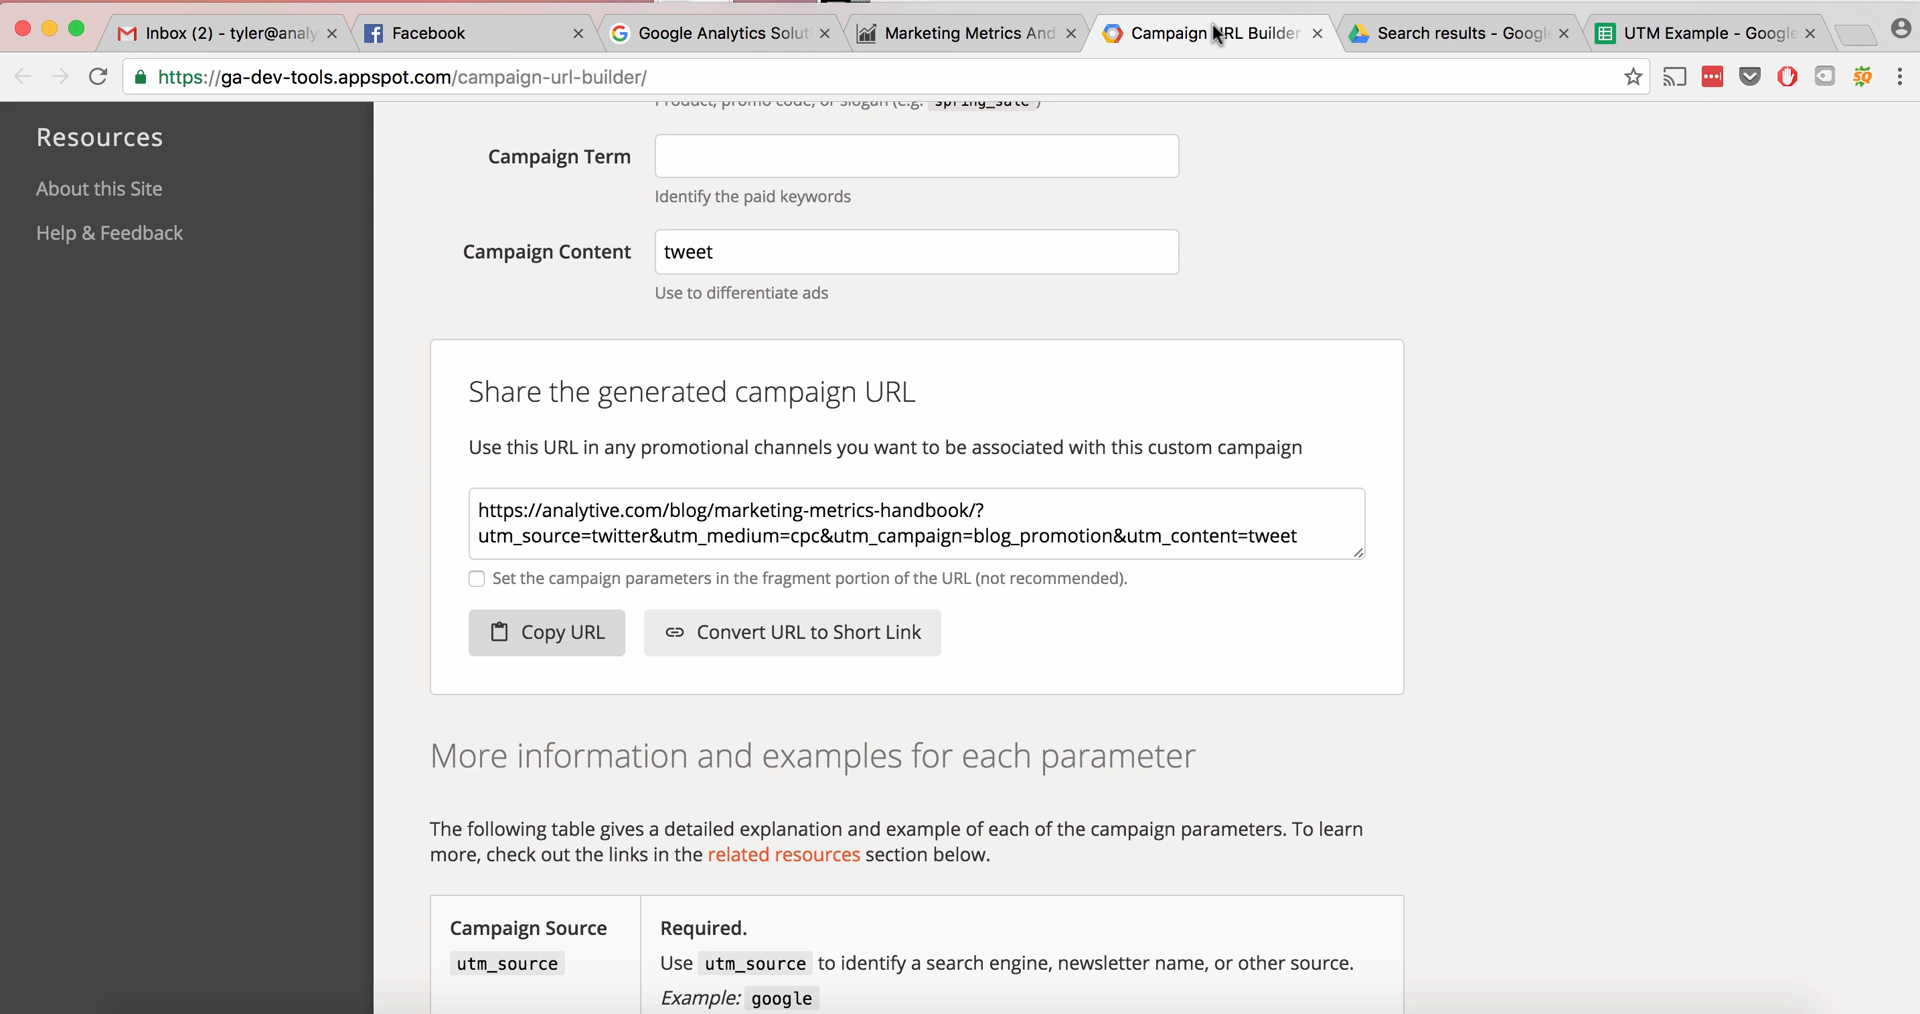 Inbox (2) - tyler@analy
Facebook
Google Analytics Solut
Marketing Metrics And
Campaign URL Builder
Search results - Google
UTM Example - Google
https://ga-dev-tools.appspot.com/campaign-url-builder/
Resources
About this Site
Help & Feedback
Product, promo code, or slogan (e.g. spring_sale )
Campaign Term
Identify the paid keywords
Campaign Content
tweet
Use to differentiate ads
Share the generated campaign URL
Use this URL in any promotional channels you want to be associated with this custom campaign
https://analytive.com/blog/marketing-metrics-handbook/?
utm_source=twitter&utm_medium=cpc&utm_campaign=blog_promotion&utm_content=tweet
Set the campaign parameters in the fragment portion of the URL (not recommended).
Copy URL
Convert URL to Short Link
More information and examples for each parameter
The following table gives a detailed explanation and example of each of the campaign parameters. To learn
more, check out the links in the related resources section below.
Campaign Source
utm_source
Required.
Use utm_source to identify a search engine, newsletter name, or other source.
Example: google